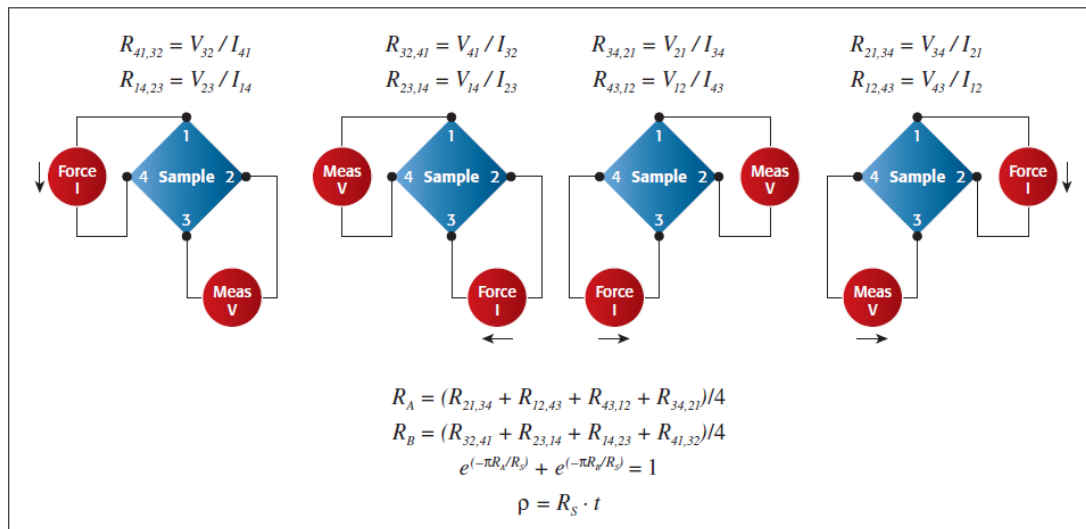 R41,32 = V32 / I41
R14,23 = V23 / I14
R32,41 = V41 / I32
R23,14 = V14 / I23
R34,21 = V21 / I34
R43,12 = V12 / I43
R21,34 = V34 / I21
R12,43 = V43 / I12
1
Force
I
4 Sample 2
3
Meas
V
1
Meas
V
4 Sample 2
3
Force
I
1
4 Sample 2
Meas
V
3
Force
I
1
4 Sample 2
Force
I
3
Meas
V
RA = (R21,34 + R12,43 + R43,12 + R34,21)/4
RB = (R32,41 + R23,14 + R14,23 + R41,32)/4
e(-πRA/RS) + e(-πRB/RS) = 1
ρ = RS · t